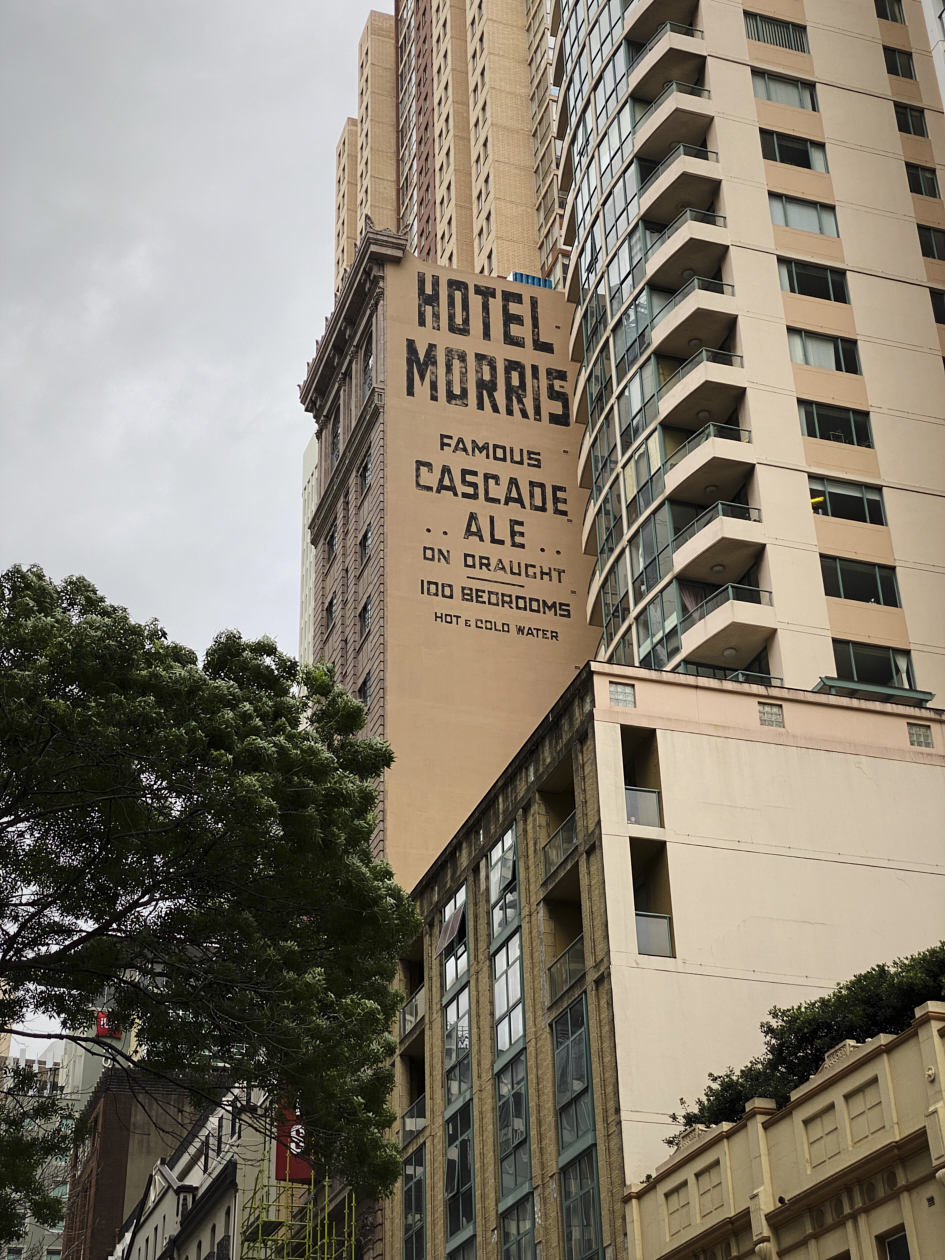 HOTEL
MORRIS
FAMOUS
CASCADE
.. ALE ..
ON DRAUGHT
100 BEDROOMS
HOT & COLD WATER